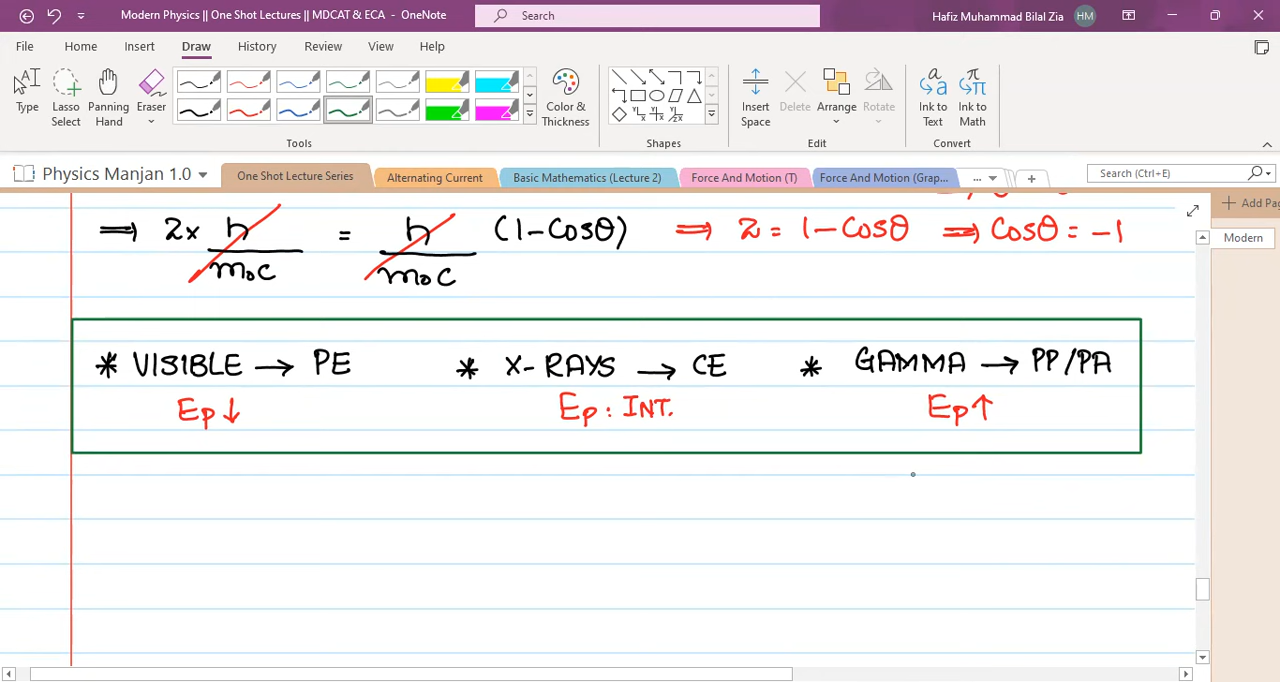 Modern Physics || One Shot Lectures || MDCAT & ECA - OneNote
Search
Hafiz Muhammad Bilal Zia HM
File Home Insert Draw History Review View Help
Type Lasso Select Panning Hand Eraser Color & Thickness Insert Space Delete Arrange Rotate Ink to Text Ink to Math
Tools Shapes Edit Convert
Physics Manjan 1.0 One Shot Lecture Series Alternating Current Basic Mathematics (Lecture 2) Force And Motion (T) Force And Motion (Grap... ... + Search (Ctrl+E)
+ Add Pag
Modern
⟹ 2x h/m₀c = h/m₀c (1-Cosθ) ⟹ 2 = 1-Cosθ ⟹ Cosθ = -1
* VISIBLE → PE * X-RAYS → CE * GAMMA → PP/PA
Ep↓ Ep: INT. Ep↑